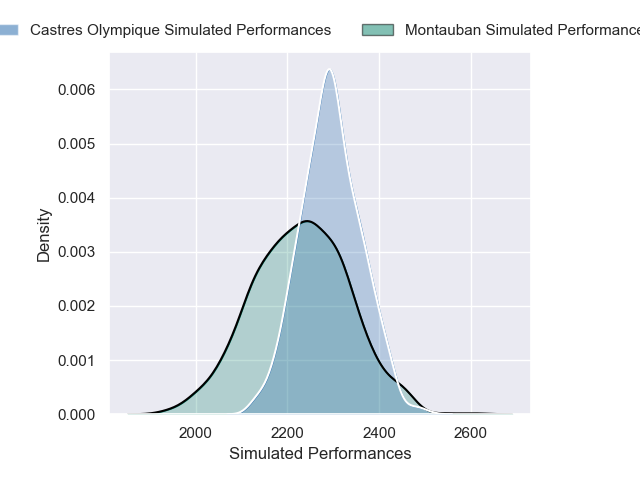 Castres Olympique Simulated Performances
Montauban Simulated Performance
0.006
0.005
0.004
0.003
0.002
0.001
0.000
Density
2000 2200 2400 2600
Simulated Performances